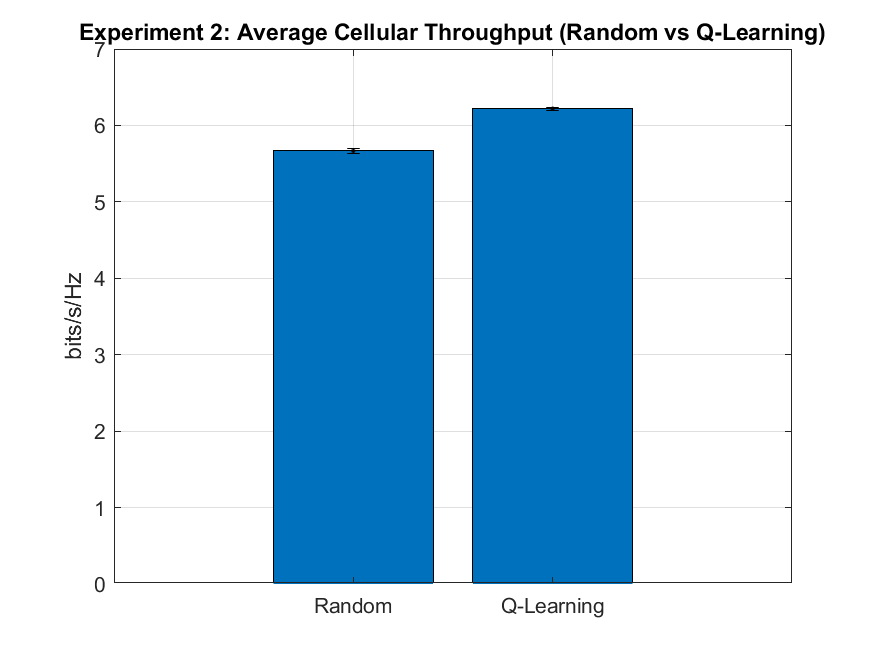 Experiment 2: Average Cellular Throughput (Random vs Q-Learning)
7
6
5
4
3
2
1
0
bits/s/Hz
Random
Q-Learning